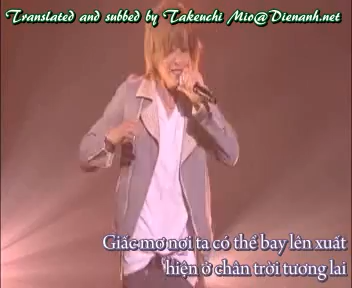 Translated and subbed by Takeuchi Mio@Dienanh.net
Giấc mơ nơi ta có thể bay lên xuất
hiện ở chân trời tương lai